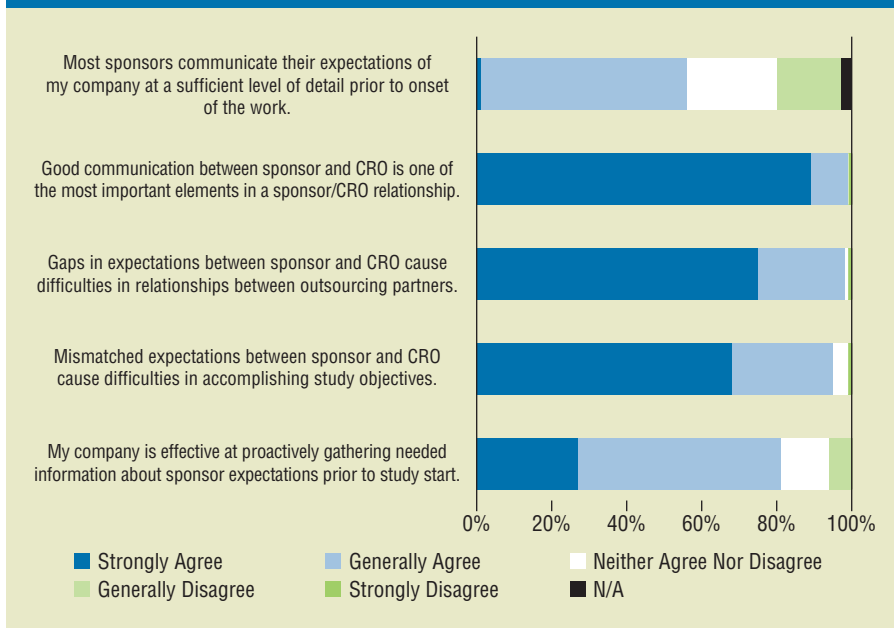 Most sponsors communicate their expectations of
my company at a sufficient level of detail prior to onset
of the work.
Good communication between sponsor and CRO is one of
the most important elements in a sponsor/CRO relationship.
Gaps in expectations between sponsor and CRO cause
difficulties in relationships between outsourcing partners.
Mismatched expectations between sponsor and CRO
cause difficulties in accomplishing study objectives.
My company is effective at proactively gathering needed
information about sponsor expectations prior to study start.
0% 20% 40% 60% 80% 100%
Strongly Agree Generally Agree Neither Agree Nor Disagree
Generally Disagree Strongly Disagree N/A